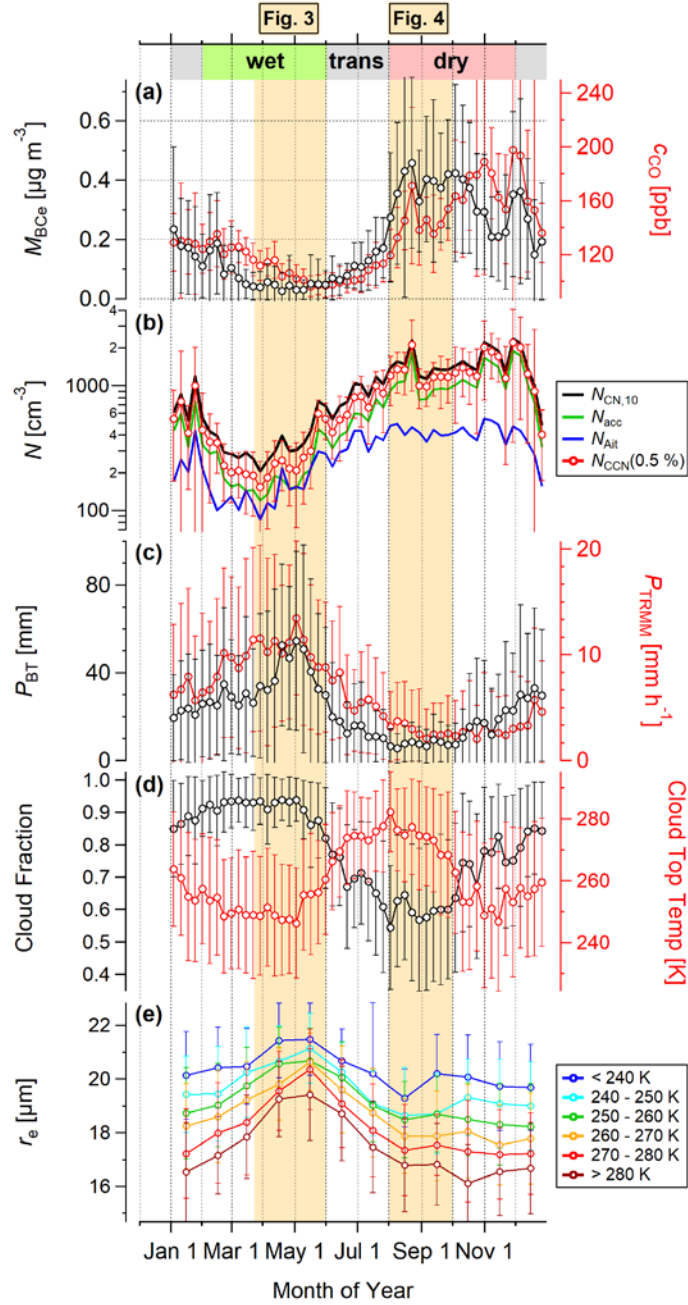 Fig. 3 Fig. 4
wet trans dry
(a)
M_BCe [µg m⁻³]
0.6
0.4
0.2
0.0
c_CO [ppb]
240
200
160
120
(b)
N [cm⁻³]
4
2
1000
4
2
100
N_CN,10
N_acc
N_Ait
N_CCN(0.5 %)
(c)
P_BT [mm]
80
40
0
P_TRMM [mm h⁻¹]
20
10
0
(d)
Cloud Fraction
1.0
0.9
0.8
0.7
0.6
0.5
0.4
Cloud Top Temp [K]
280
260
240
(e)
r_e [µm]
22
20
18
16
< 240 K
240 - 250 K
250 - 260 K
260 - 270 K
270 - 280 K
> 280 K
Jan 1 Mar 1 May 1 Jul 1 Sep 1 Nov 1
Month of Year